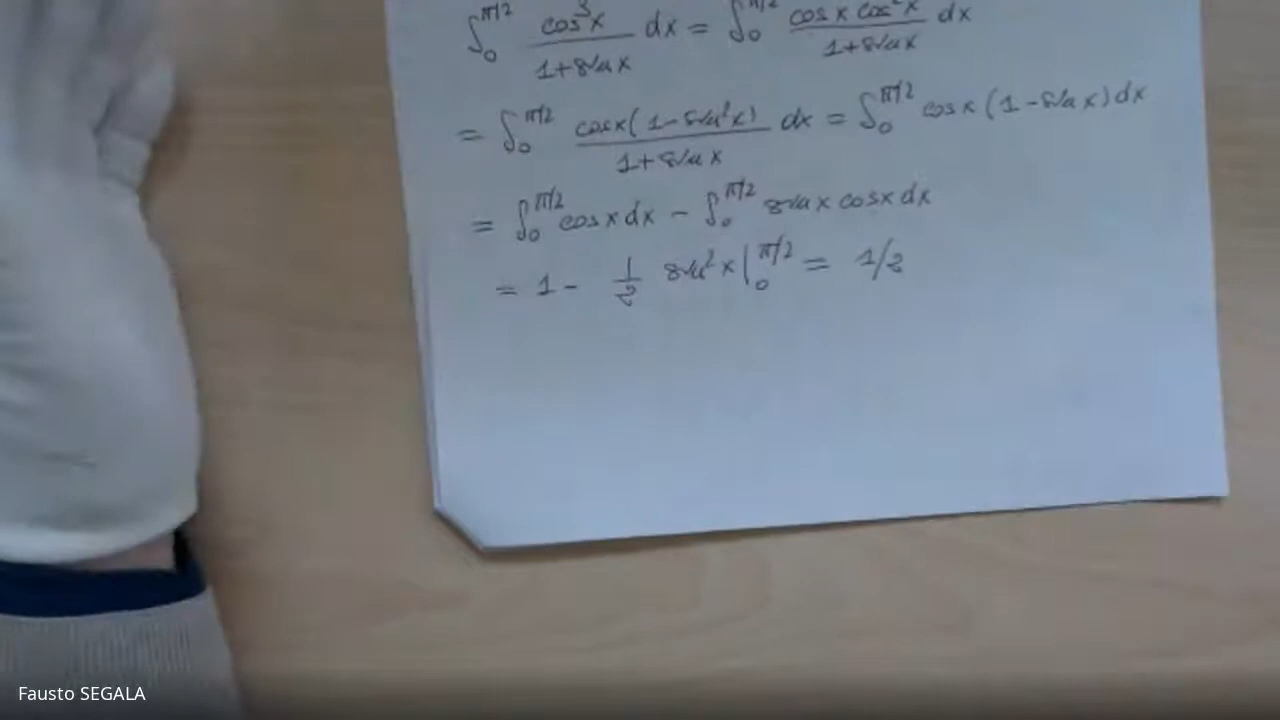 ∫₀^π/2 cos³x / 1+sin x dx = ∫₀^π/2 cos x cos²x / 1+sin x dx
= ∫₀^π/2 cos x (1-sin²x) / 1+sin x dx = ∫₀^π/2 cos x (1-sin x) dx
= ∫₀^π/2 cos x dx - ∫₀^π/2 sin x cos x dx
= 1 - 1/2 sin²x |₀^π/2 = 1/2
Fausto SEGALA